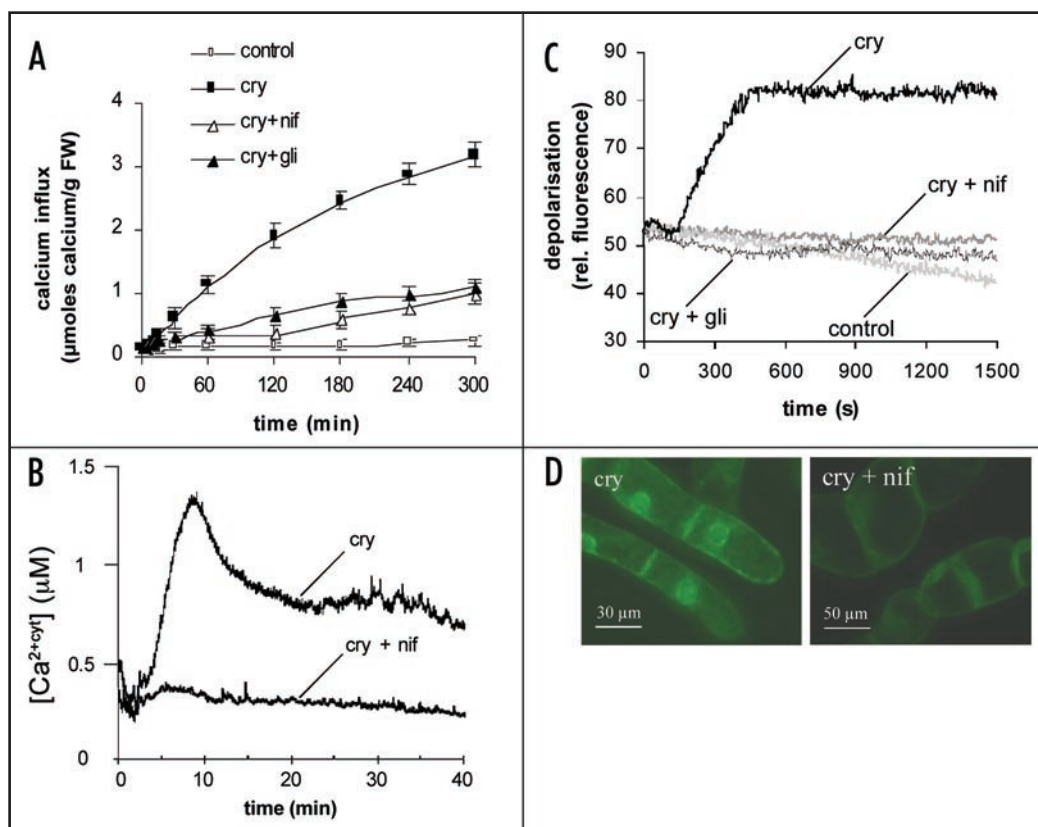 A
control
cry
cry+nif
cry+gli
4
3
2
1
0
calcium influx
(µmoles calcium/g FW)
0 60 120 180 240 300
time (min)
C
90
80
70
60
50
40
30
depolarisation
(rel. fluorescence)
cry
cry + nif
cry + gli
control
0 300 600 900 1200 1500
time (s)
B
1.5
1
0.5
0
[Ca2+cyt] (µM)
cry
cry + nif
0 10 20 30 40
time (min)
D
cry
30 µm
cry + nif
50 µm